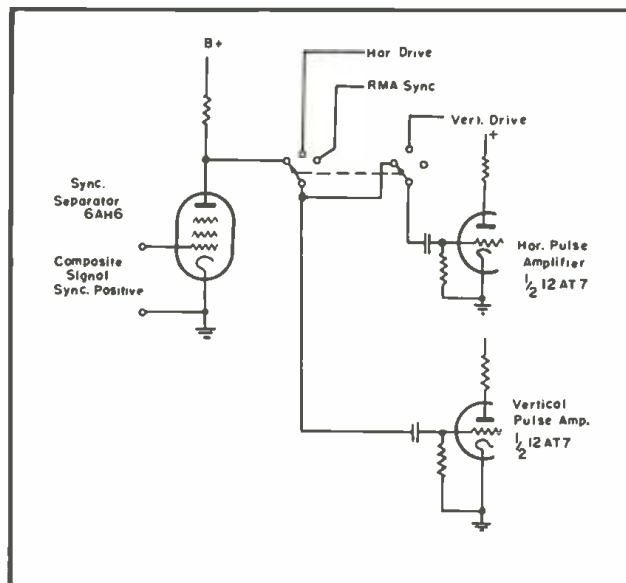 B+
Hor Drive
RMA Sync
Vert. Drive
+
Sync.
Separator
6AH6
Composite
Signal
Sync. Positive
Hor. Pulse
Amplifier
1/2 12AT7
Vertical
Pulse Amp.
1/2 12AT7